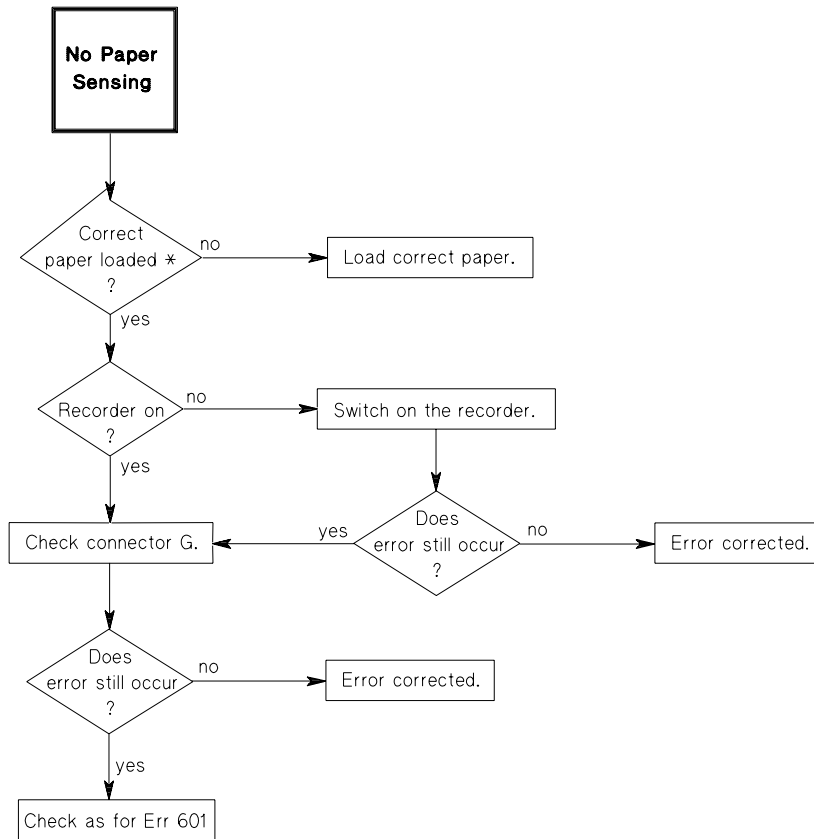 No Paper
Sensing
Correct
paper loaded *
?
no
Load correct paper.
yes
Recorder on
?
no
Switch on the recorder.
yes
Does
error still occur
?
yes
no
Check connector G.
Error corrected.
Does
error still occur
?
no
Error corrected.
yes
Check as for Err 601